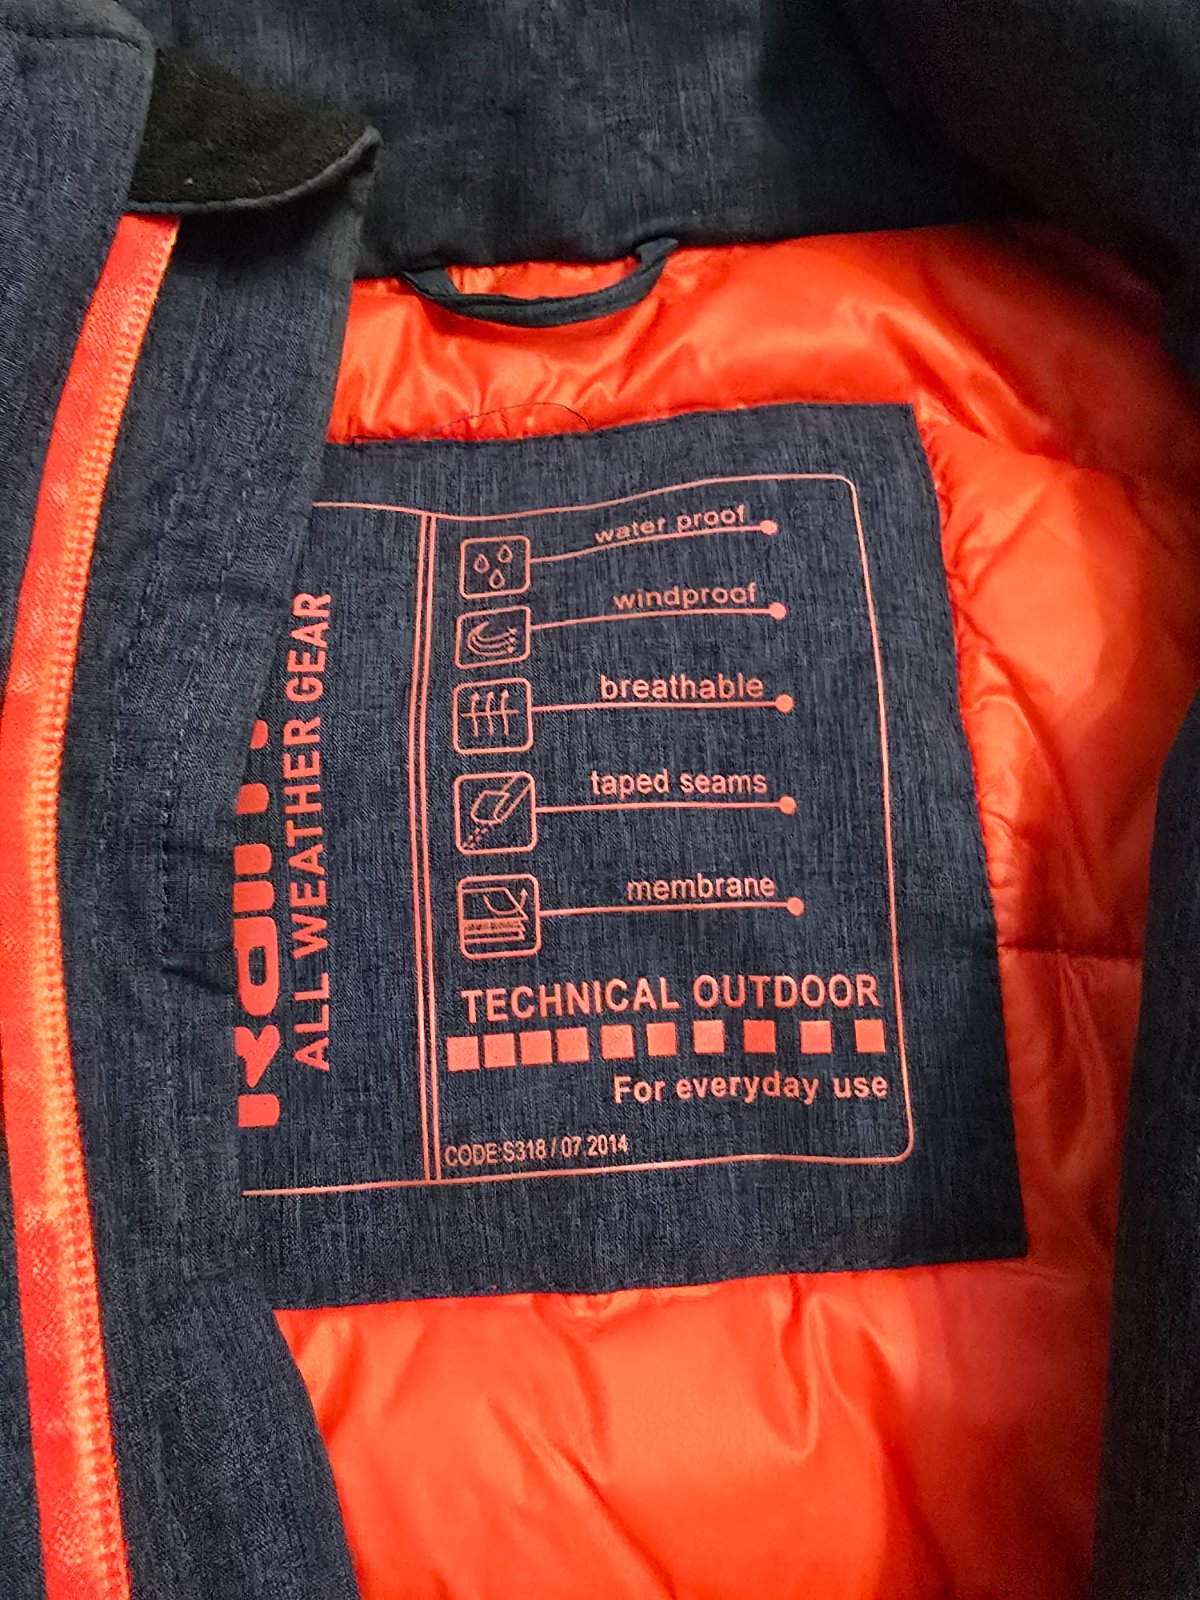 water proof
windproof
breathable
taped seams
membrane
TECHNICAL OUTDOOR
For everyday use
CODE:S318 / 07 2014
ALL WEATHER GEAR